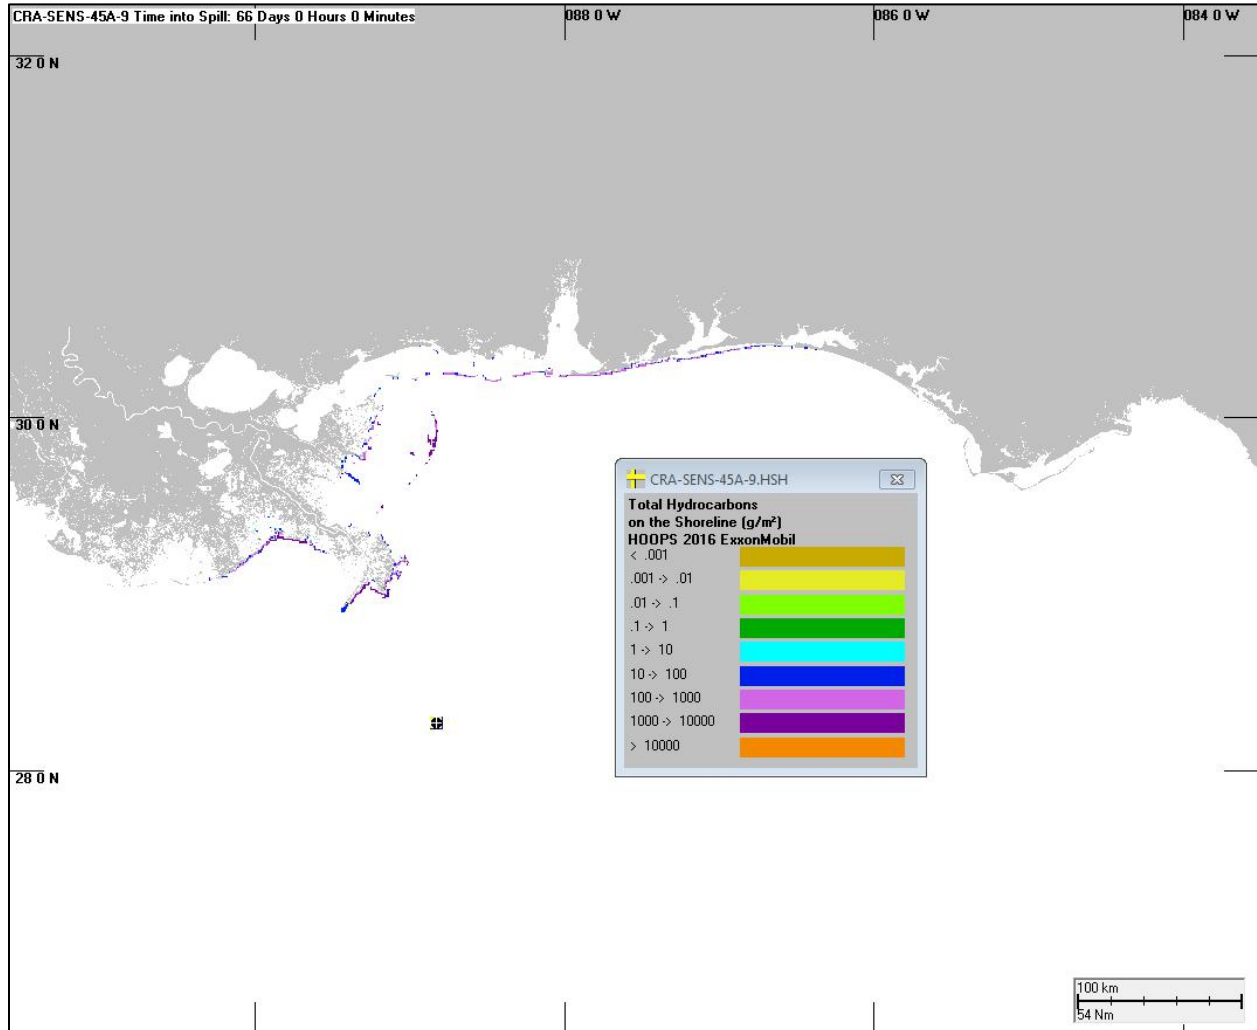 CRA-SENS-45A-9 Time into Spill: 66 Days 0 Hours 0 Minutes
088 0 W
086 0 W
084 0 W
32 0 N
30 0 N
CRA-SENS-45A-9.HSH
Total Hydrocarbons
on the Shoreline (g/m²)
HOOPS 2016 ExxonMobil
< .001
.001 -> .01
.01 -> .1
.1 -> 1
1 -> 10
10 -> 100
100 -> 1000
1000 -> 10000
> 10000
28 0 N
100 km
54 Nm